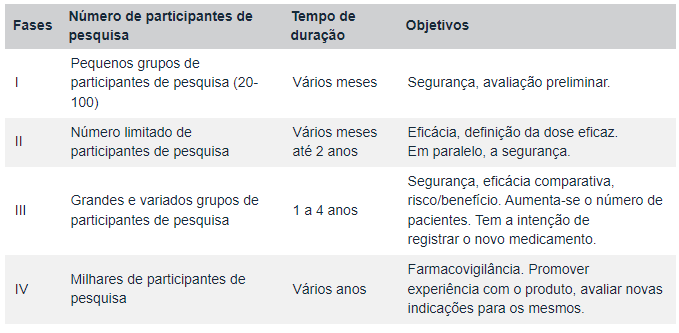 Fases
Número de participantes de
pesquisa
Tempo de
duração
Objetivos
I
Pequenos grupos de
participantes de pesquisa (20-
100)
Vários meses
Segurança, avaliação preliminar.
II
Número limitado de
participantes de pesquisa
Vários meses
até 2 anos
Eficácia, definição da dose eficaz.
Em paralelo, a segurança.
III
Grandes e variados grupos de
participantes de pesquisa
1 a 4 anos
Segurança, eficácia comparativa,
risco/benefício. Aumenta-se o número de
pacientes. Tem a intenção de
registrar o novo medicamento.
IV
Milhares de participantes de
pesquisa
Vários anos
Farmacovigilância. Promover
experiência com o produto, avaliar novas
indicações para os mesmos.